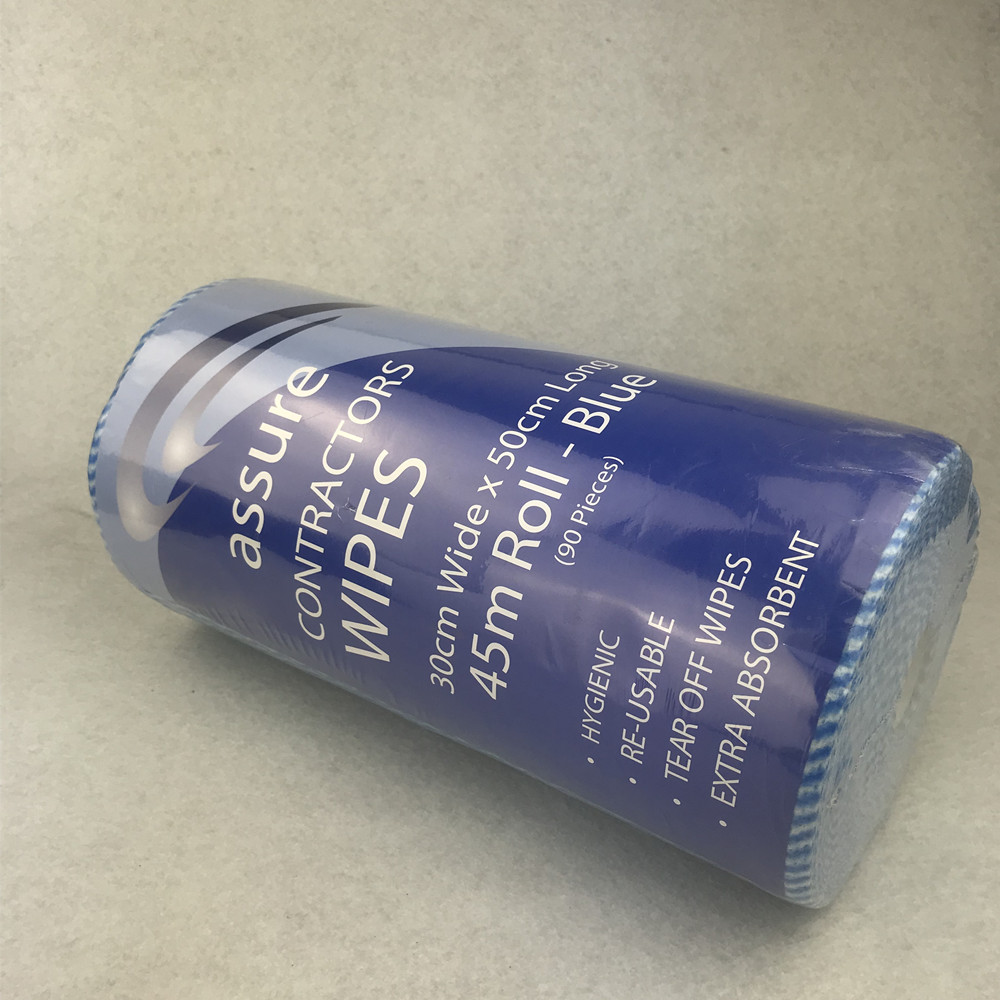 assure
CONTRACTORS
WIPES
30cm Wide x 50cm Long
45m Roll - Blue
(90 Pieces)
• HYGIENIC
• RE-USABLE
• TEAR OFF WIPES
• EXTRA ABSORBENT